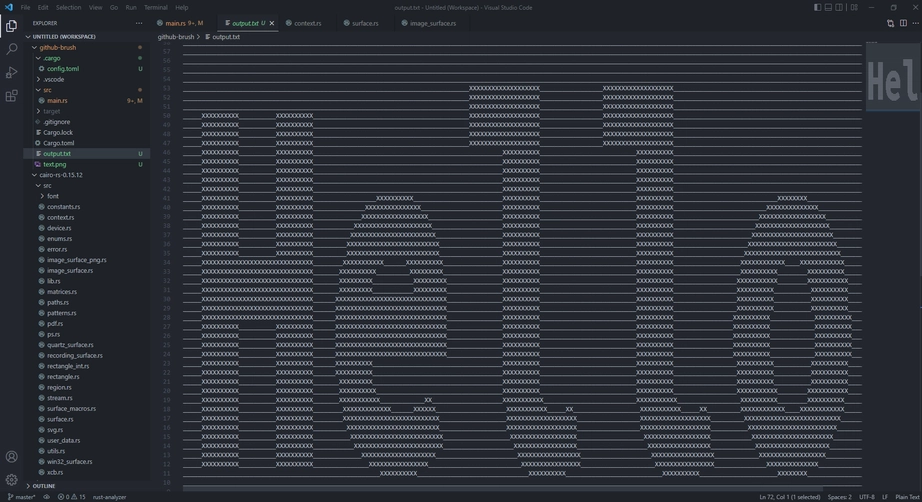 File Edit Selection View Go Run Terminal Help
output.txt - Untitled (Workspace) - Visual Studio Code
EXPLORER
main.rs 9+, M
output.txt U
context.rs
surface.rs
image_surface.rs
github-brush > output.txt
UNTITLED (WORKSPACE)
github-brush
.cargo
config.toml U
.vscode
src
main.rs 9+, M
target
.gitignore
Cargo.lock
Cargo.toml
output.txt U
text.png U
cairo-rs-0.15.12
src
font
constants.rs
context.rs
device.rs
enums.rs
error.rs
image_surface_png.rs
image_surface.rs
lib.rs
matrices.rs
paths.rs
patterns.rs
pdf.rs
ps.rs
quartz_surface.rs
recording_surface.rs
rectangle_int.rs
rectangle.rs
region.rs
stream.rs
surface_macros.rs
surface.rs
svg.rs
user_data.rs
utils.rs
win32_surface.rs
xcb.rs
OUTLINE
Hello
Hel
master*
0 15
rust-analyzer
Ln 72, Col 1 (1 selected)
Spaces: 2
UTF-8
LF
Plain Text